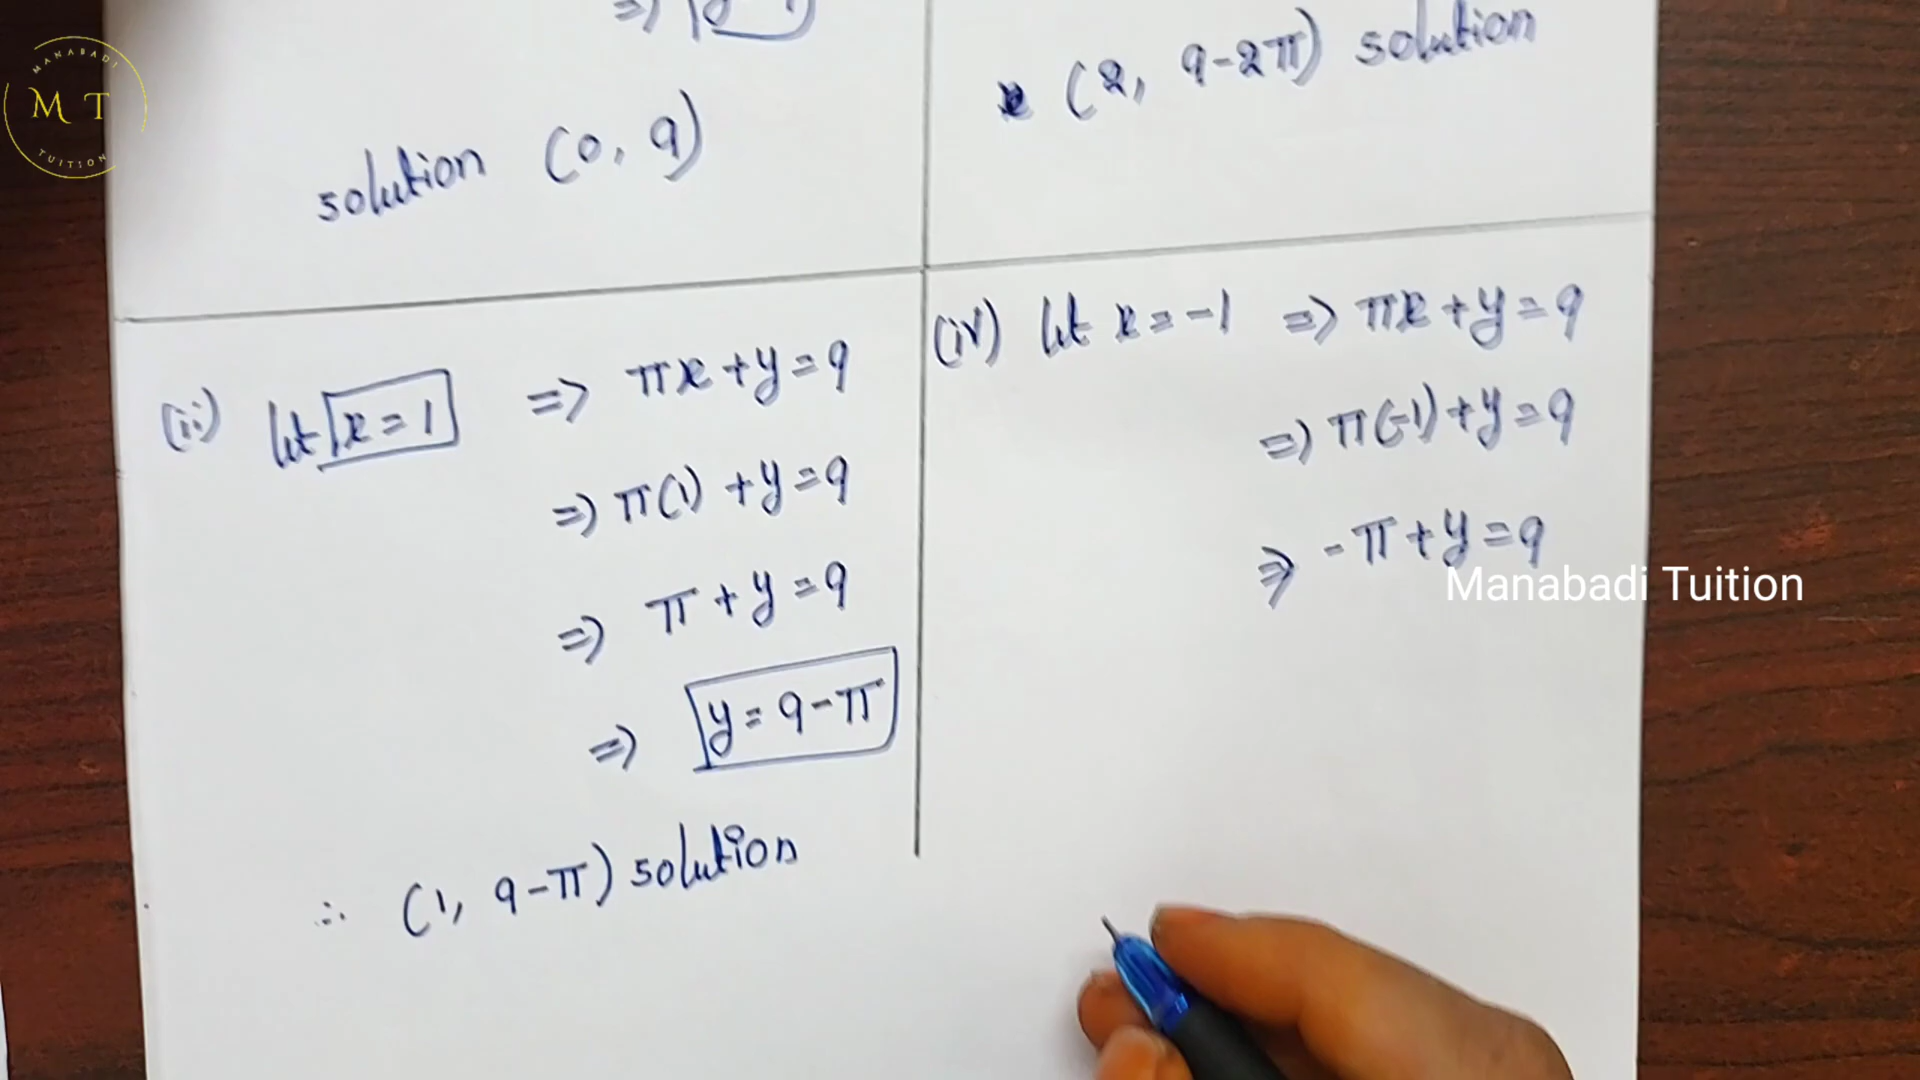 MANABADI
M T
TUITION
solution (0, 9)
(2, 9-2π) solution
(ii) let x = 1 => πx + y = 9
=> π(1) + y = 9
=> π + y = 9
=> y = 9 - π
∴ (1, 9-π) solution
(iv) let x = -1 => πx + y = 9
=> π(-1) + y = 9
=> -π + y = 9
Manabadi Tuition